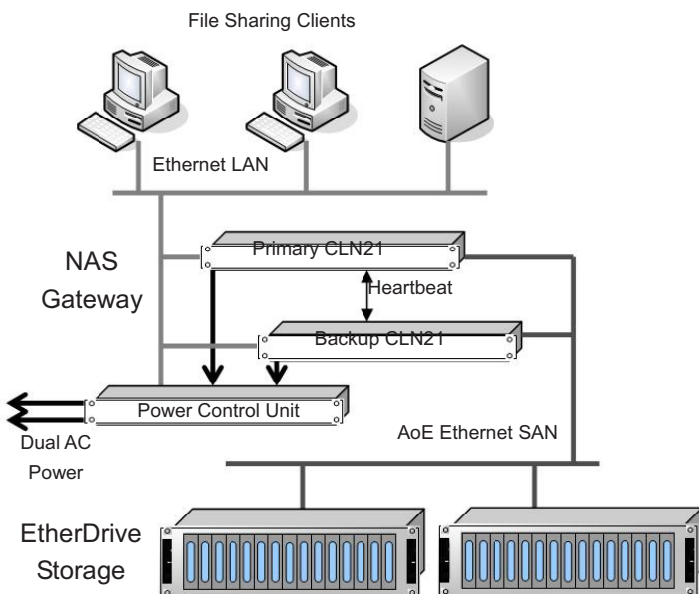 File Sharing Clients
Ethernet LAN
Primary CLN21
NAS
Gateway
Heartbeat
Backup CLN21
Power Control Unit
Dual AC
Power
AoE Ethernet SAN
EtherDrive
Storage